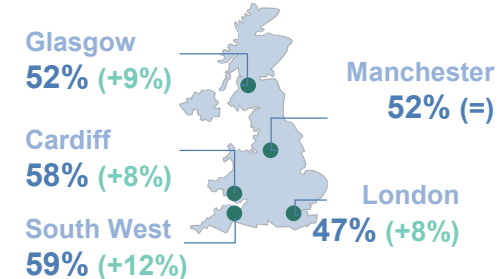 Glasgow
52% (+9%)
Manchester
52% (=)
Cardiff
58% (+8%)
London
47% (+8%)
South West
59% (+12%)